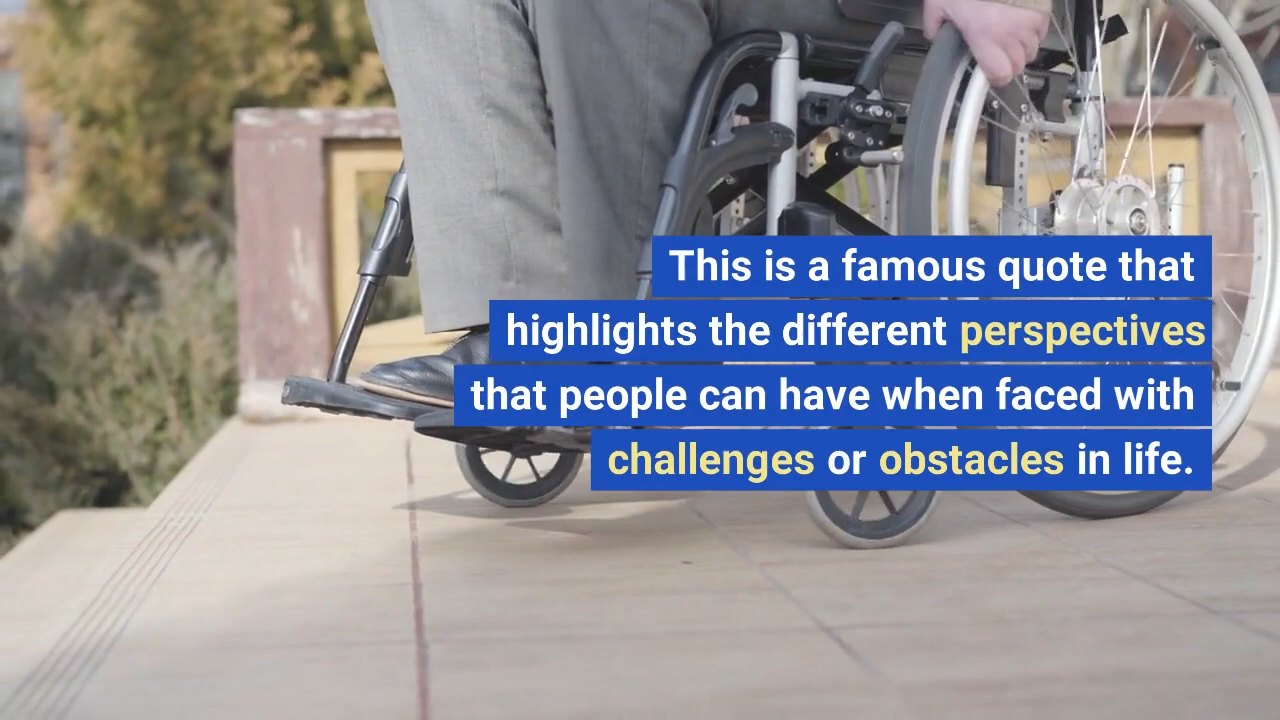 This is a famous quote that
highlights the different perspectives
that people can have when faced with
challenges or obstacles in life.